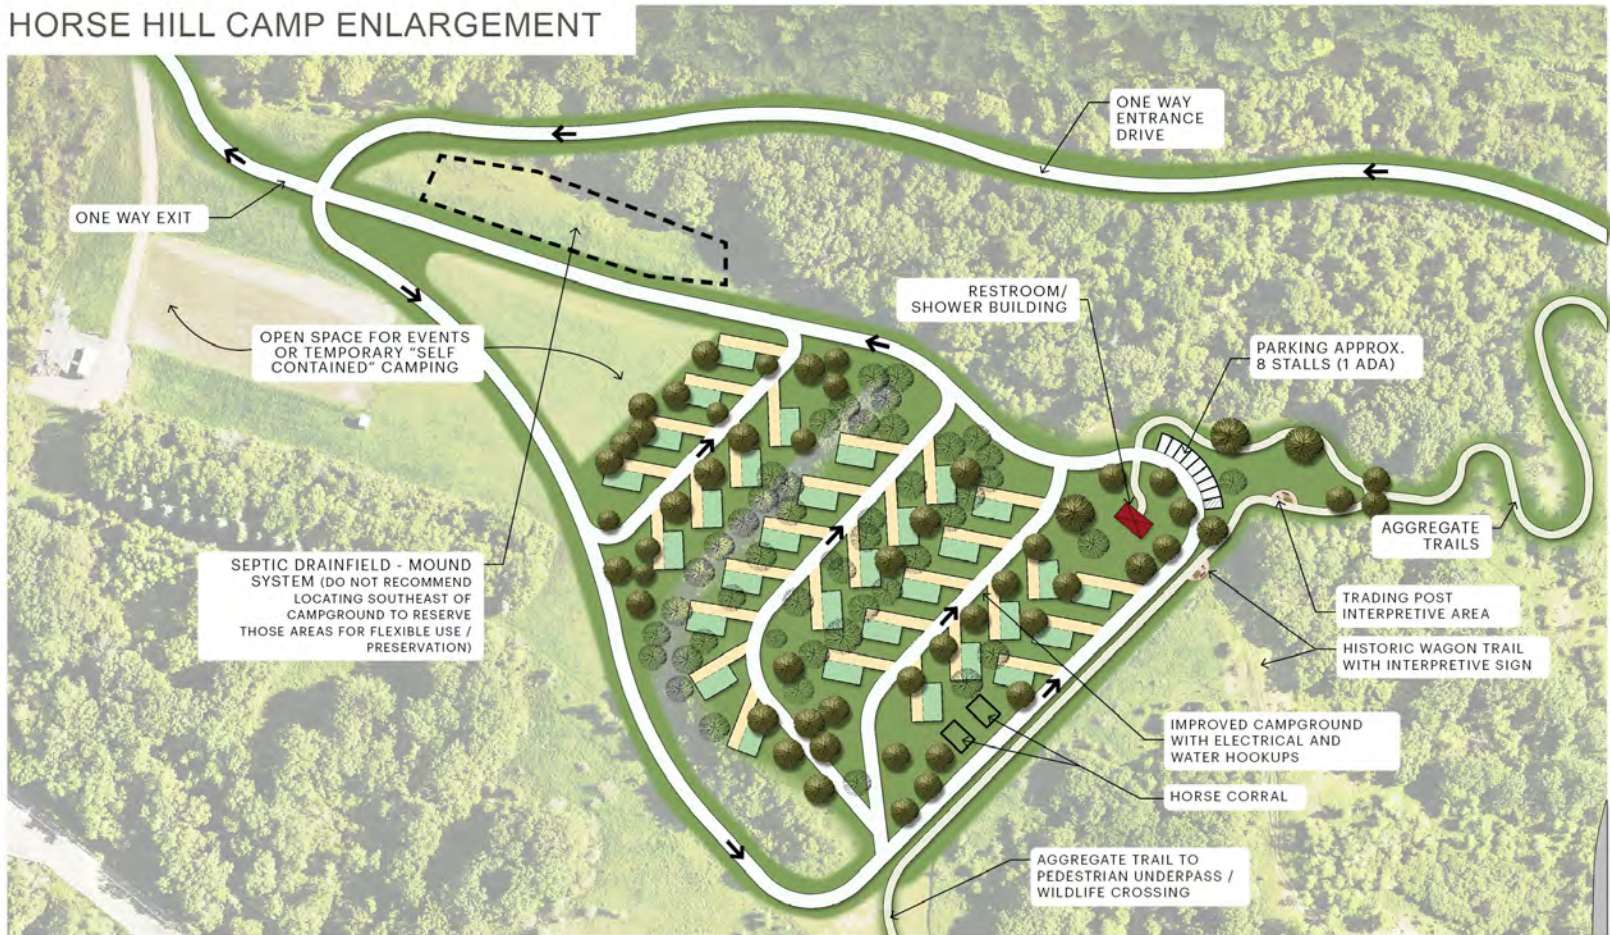 HORSE HILL CAMP ENLARGEMENT
ONE WAY
ENTRANCE
DRIVE
ONE WAY EXIT
RESTROOM/
SHOWER BUILDING
OPEN SPACE FOR EVENTS
OR TEMPORARY "SELF
CONTAINED" CAMPING
PARKING APPROX.
8 STALLS (1 ADA)
AGGREGATE
TRAILS
SEPTIC DRAINFIELD - MOUND
SYSTEM (DO NOT RECOMMEND
LOCATING SOUTHEAST OF
CAMPGROUND TO RESERVE
THOSE AREAS FOR FLEXIBLE USE /
PRESERVATION)
TRADING POST
INTERPRETIVE AREA
HISTORIC WAGON TRAIL
WITH INTERPRETIVE SIGN
IMPROVED CAMPGROUND
WITH ELECTRICAL AND
WATER HOOKUPS
HORSE CORRAL
AGGREGATE TRAIL TO
PEDESTRIAN UNDERPASS /
WILDLIFE CROSSING